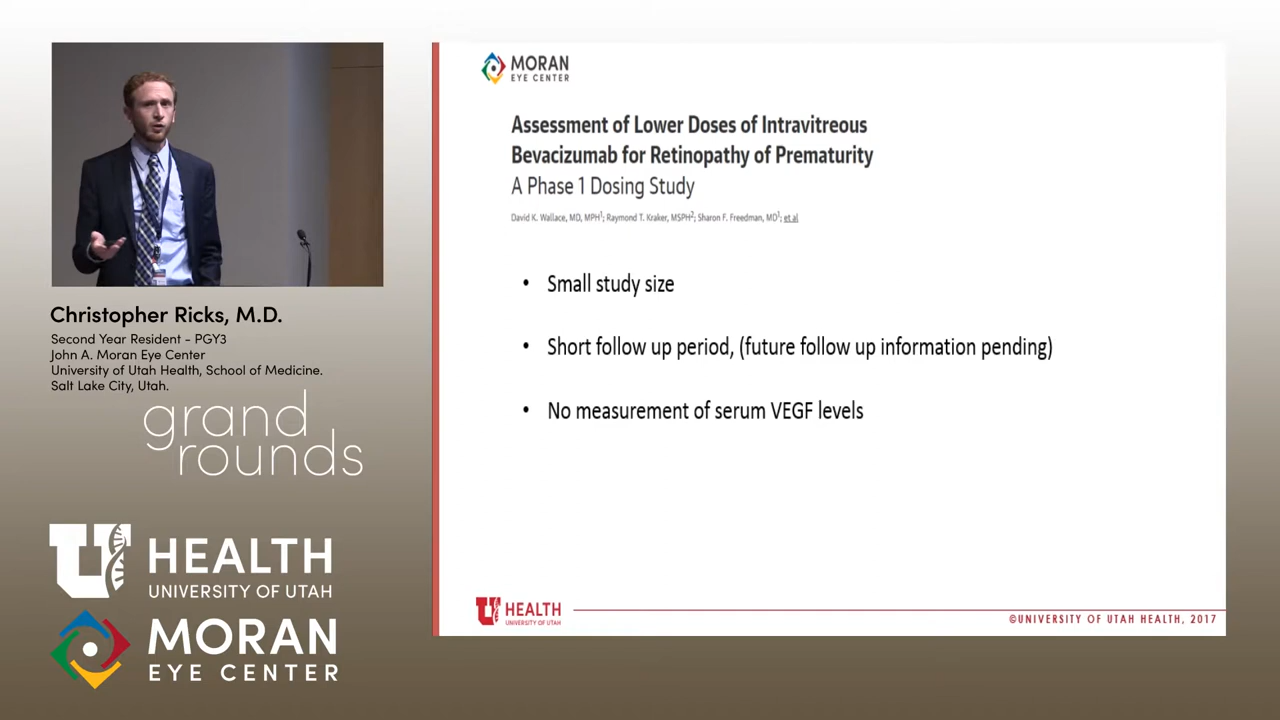 Christopher Ricks, M.D.
Second Year Resident - PGY3
John A. Moran Eye Center
University of Utah Health, School of Medicine.
Salt Lake City, Utah.
grand
rounds
U HEALTH
UNIVERSITY OF UTAH
MORAN
EYE CENTER
MORAN
EYE CENTER
Assessment of Lower Doses of Intravitreous
Bevacizumab for Retinopathy of Prematurity
A Phase 1 Dosing Study
David K. Wallace, MD, MPH1; Raymond T. Kraker, MSPH2; Sharon F. Freedman, MD3; et al
• Small study size
• Short follow up period, (future follow up information pending)
• No measurement of serum VEGF levels
U HEALTH
UNIVERSITY OF UTAH
©UNIVERSITY OF UTAH HEALTH, 2017